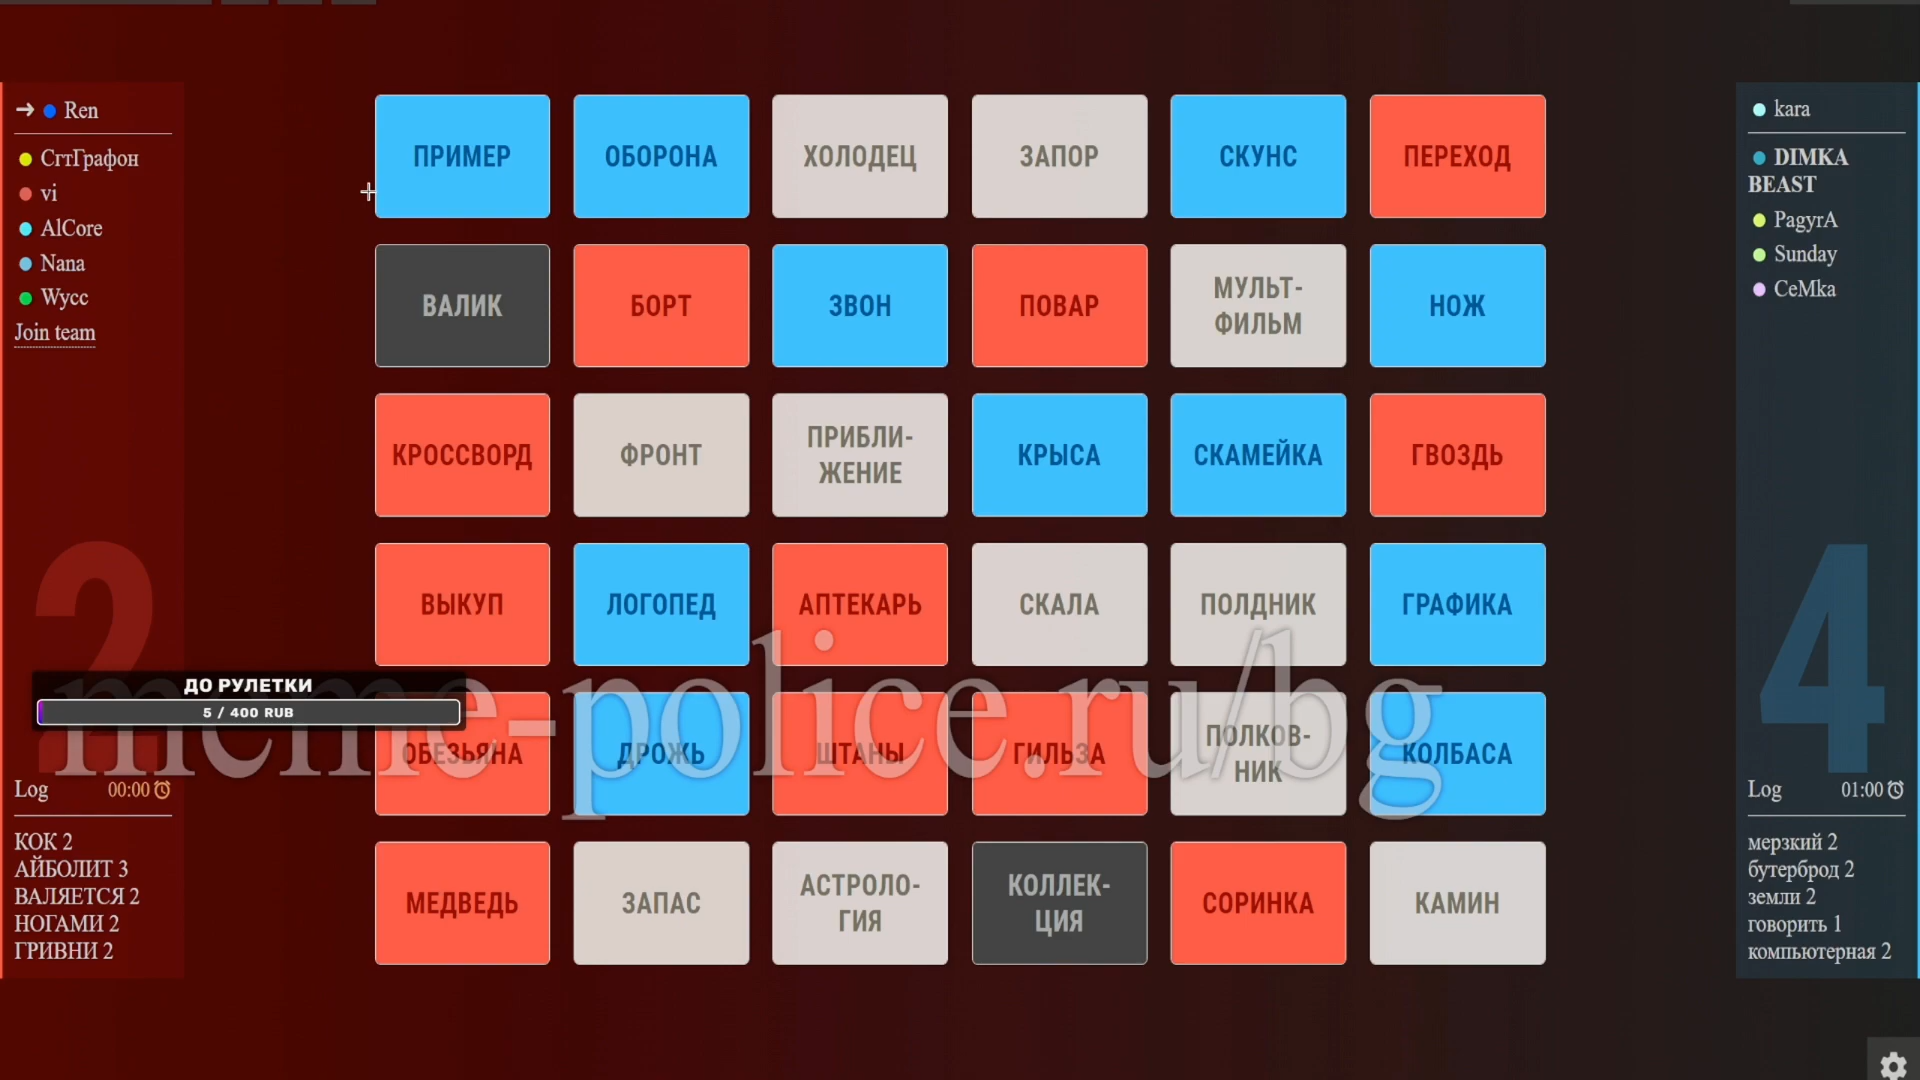 Ren
СгтГрафон
vi
AlCore
Nana
Wycc
Join team
2
Log 00:00
КОК 2
АЙБОЛИТ 3
ВАЛЯЕТСЯ 2
НОГАМИ 2
ГРИВНИ 2
ДО РУЛЕТКИ
5 / 400 RUB
ПРИМЕР ОБОРОНА ХОЛОДЕЦ ЗАПОР СКУНС ПЕРЕХОД
ВАЛИК БОРТ ЗВОН ПОВАР МУЛЬТ-
ФИЛЬМ НОЖ
КРОССВОРД ФРОНТ ПРИБЛИ-
ЖЕНИЕ КРЫСА СКАМЕЙКА ГВОЗДЬ
ВЫКУП ЛОГОПЕД АПТЕКАРЬ СКАЛА ПОЛДНИК ГРАФИКА
ОБЕЗЬЯНА ДРОЖЬ ШТАНЫ ГИЛЬЗА ПОЛКОВ-
НИК КОЛБАСА
МЕДВЕДЬ ЗАПАС АСТРОЛО-
ГИЯ КОЛЛЕК-
ЦИЯ СОРИНКА КАМИН
meme-police.ru/bg
kara
DIMKA
BEAST
PagyrA
Sunday
CeMka
4
Log 01:00
мерзкий 2
бутерброд 2
земли 2
говорить 1
компьютерная 2